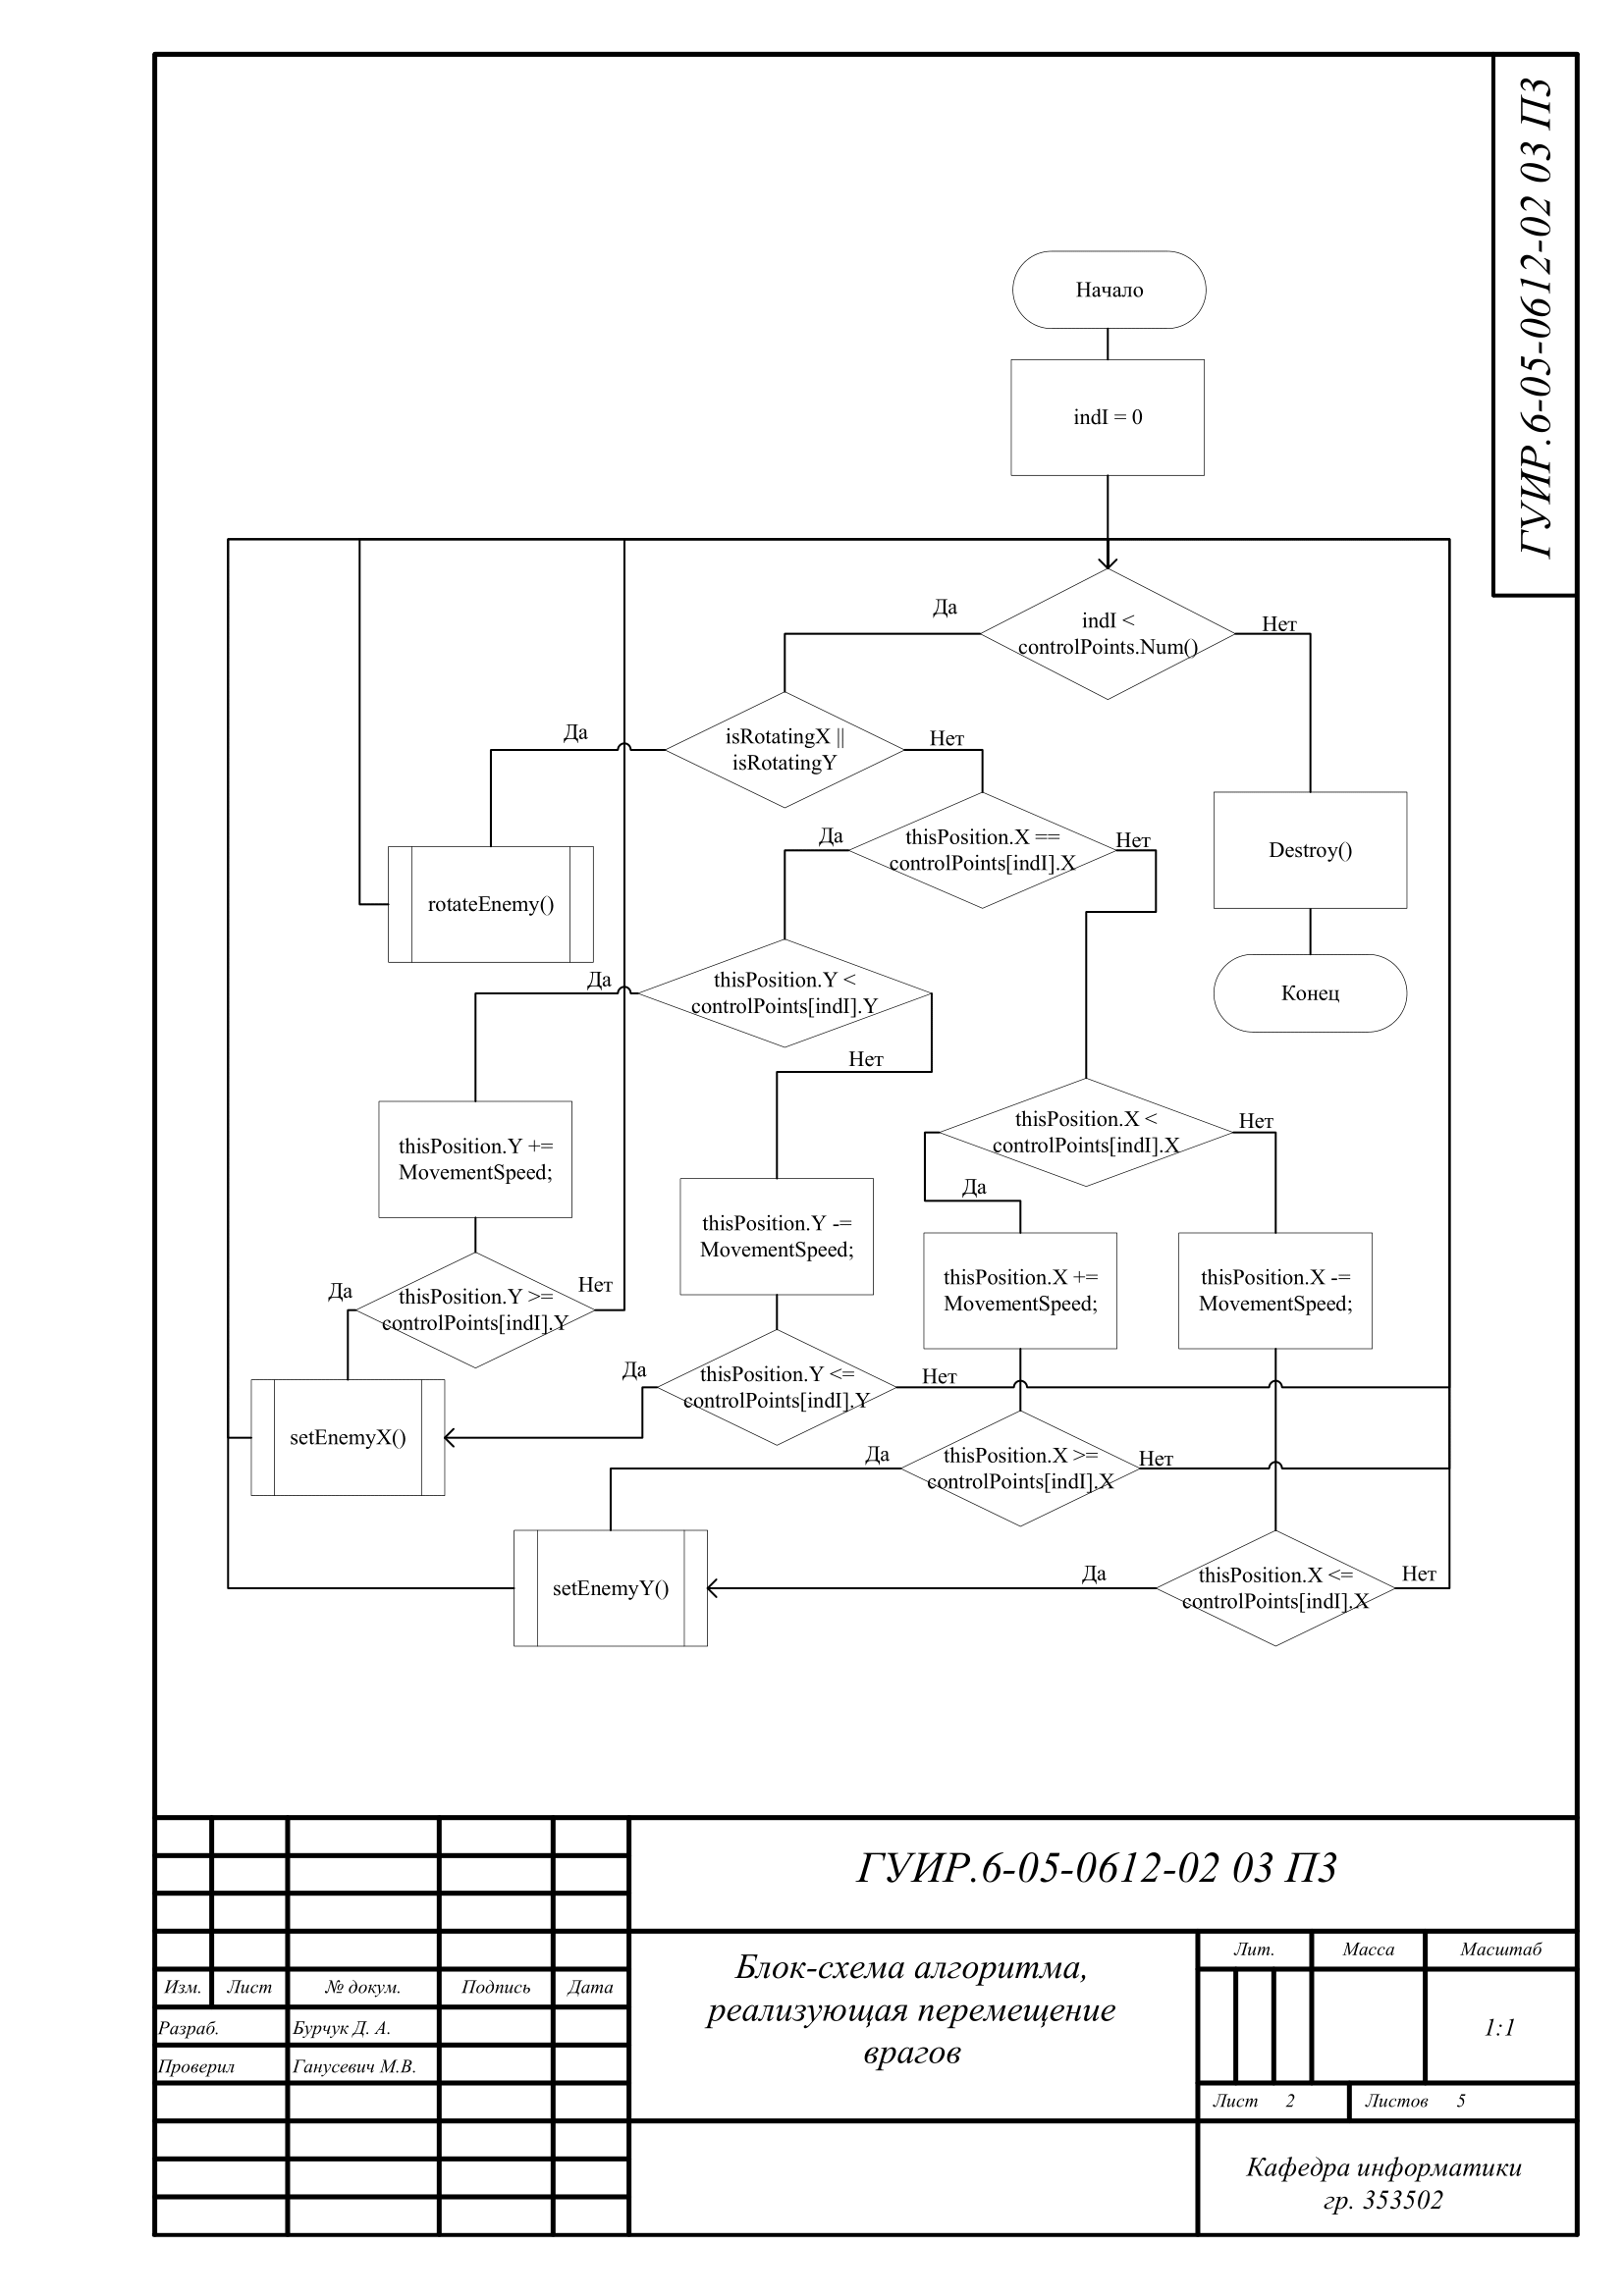 ГУИР.6-05-0612-02 03 ПЗ
Начало
indI = 0
Да
indI <
controlPoints.Num()
Нет
Да
isRotatingX ||
isRotatingY
Нет
Да
thisPosition.X ==
controlPoints[indI].X
Нет
Destroy()
rotateEnemy()
Да
thisPosition.Y <
controlPoints[indI].Y
Нет
Конец
thisPosition.X <
controlPoints[indI].X
Нет
Да
thisPosition.Y +=
MovementSpeed;
thisPosition.Y -=
MovementSpeed;
thisPosition.X +=
MovementSpeed;
thisPosition.X -=
MovementSpeed;
Да
thisPosition.Y >=
controlPoints[indI].Y
Нет
Да
thisPosition.Y <=
controlPoints[indI].Y
Нет
setEnemyX()
Да
thisPosition.X >=
controlPoints[indI].X
Нет
setEnemyY()
Да
thisPosition.X <=
controlPoints[indI].X
Нет
ГУИР.6-05-0612-02 03 ПЗ
Блок-схема алгоритма,
реализующая перемещение
врагов
Лит. Масса Масштаб
1:1
Лист 2 Листов 5
Изм. Лист № докум. Подпись Дата
Разраб. Бурчук Д. А.
Проверил Ганусевич М.В.
Кафедра информатики
гр. 353502